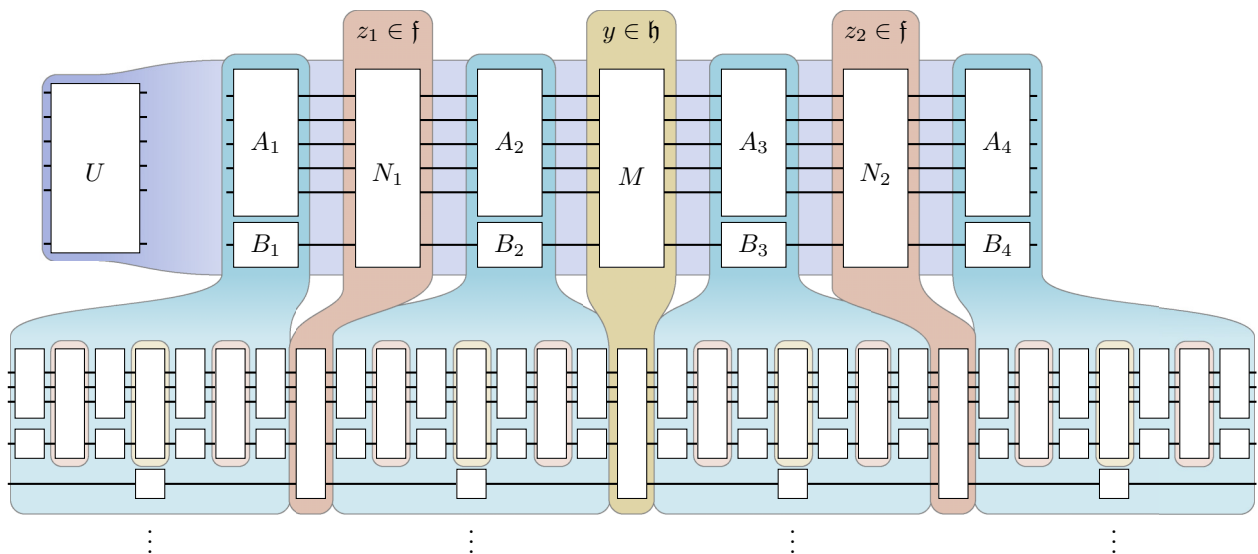 z₁ ∈ 𝔣 y ∈ 𝔥 z₂ ∈ 𝔣
A₁ A₂ A₃ A₄
U N₁ M N₂
B₁ B₂ B₃ B₄
⋮ ⋮ ⋮ ⋮